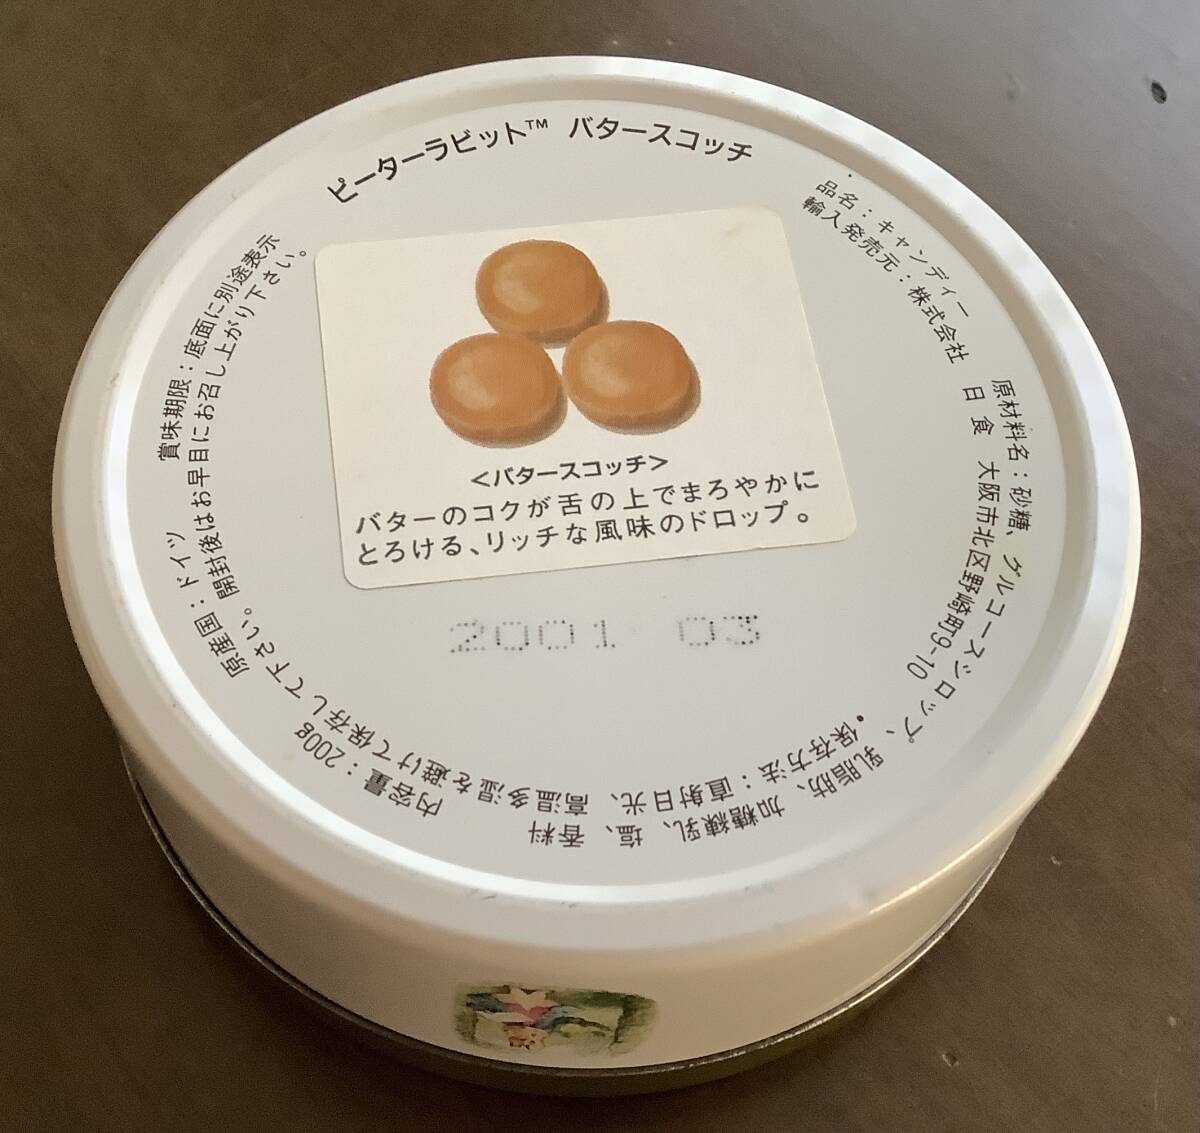 ピーターラビット™ バタースコッチ
品名：キャンディー
原材料名：砂糖、グルコースシロップ、乳脂肪、加糖練乳、塩、香料
内容量：200g
原産国：ドイツ
賞味期限：底面に別途表示
輸入発売元：株式会社 日食 大阪市北区野崎町9-10
•保存方法：直射日光、高温多湿を避けて保存して下さい。開封後はお早目にお召し上がり下さい。
<バタースコッチ>
バターのコクが舌の上でまろやかに
とろける、リッチな風味のドロップ。
2001 03